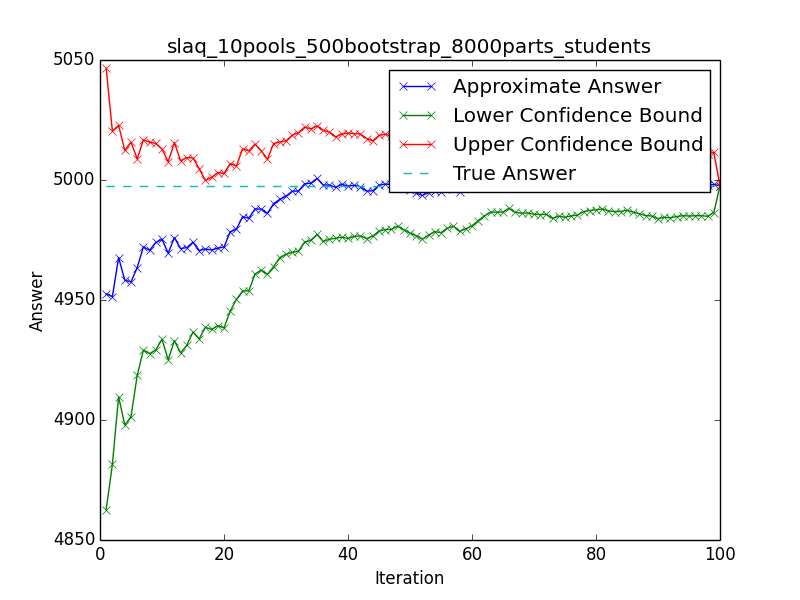 slaq_10pools_500bootstrap_8000parts_students
5050
5000
4950
4900
4850
Answer
Approximate Answer
Lower Confidence Bound
Upper Confidence Bound
True Answer
0 20 40 60 80 100
Iteration